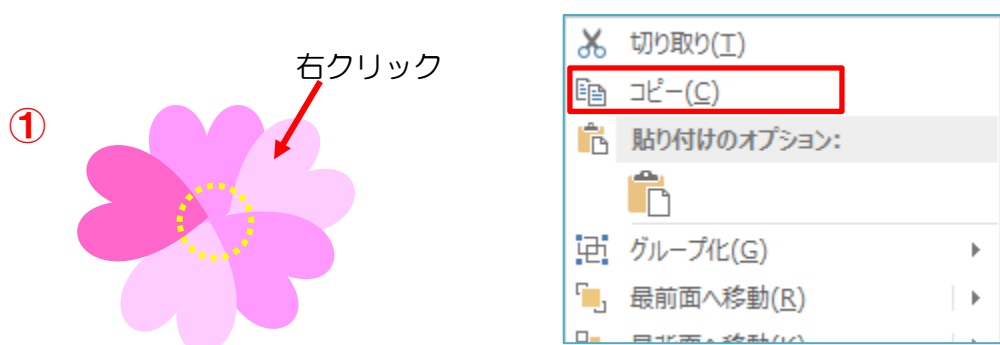 右クリック
①
切り取り(T)
コピー(C)
貼り付けのオプション:
グループ化(G)
最前面へ移動(R)